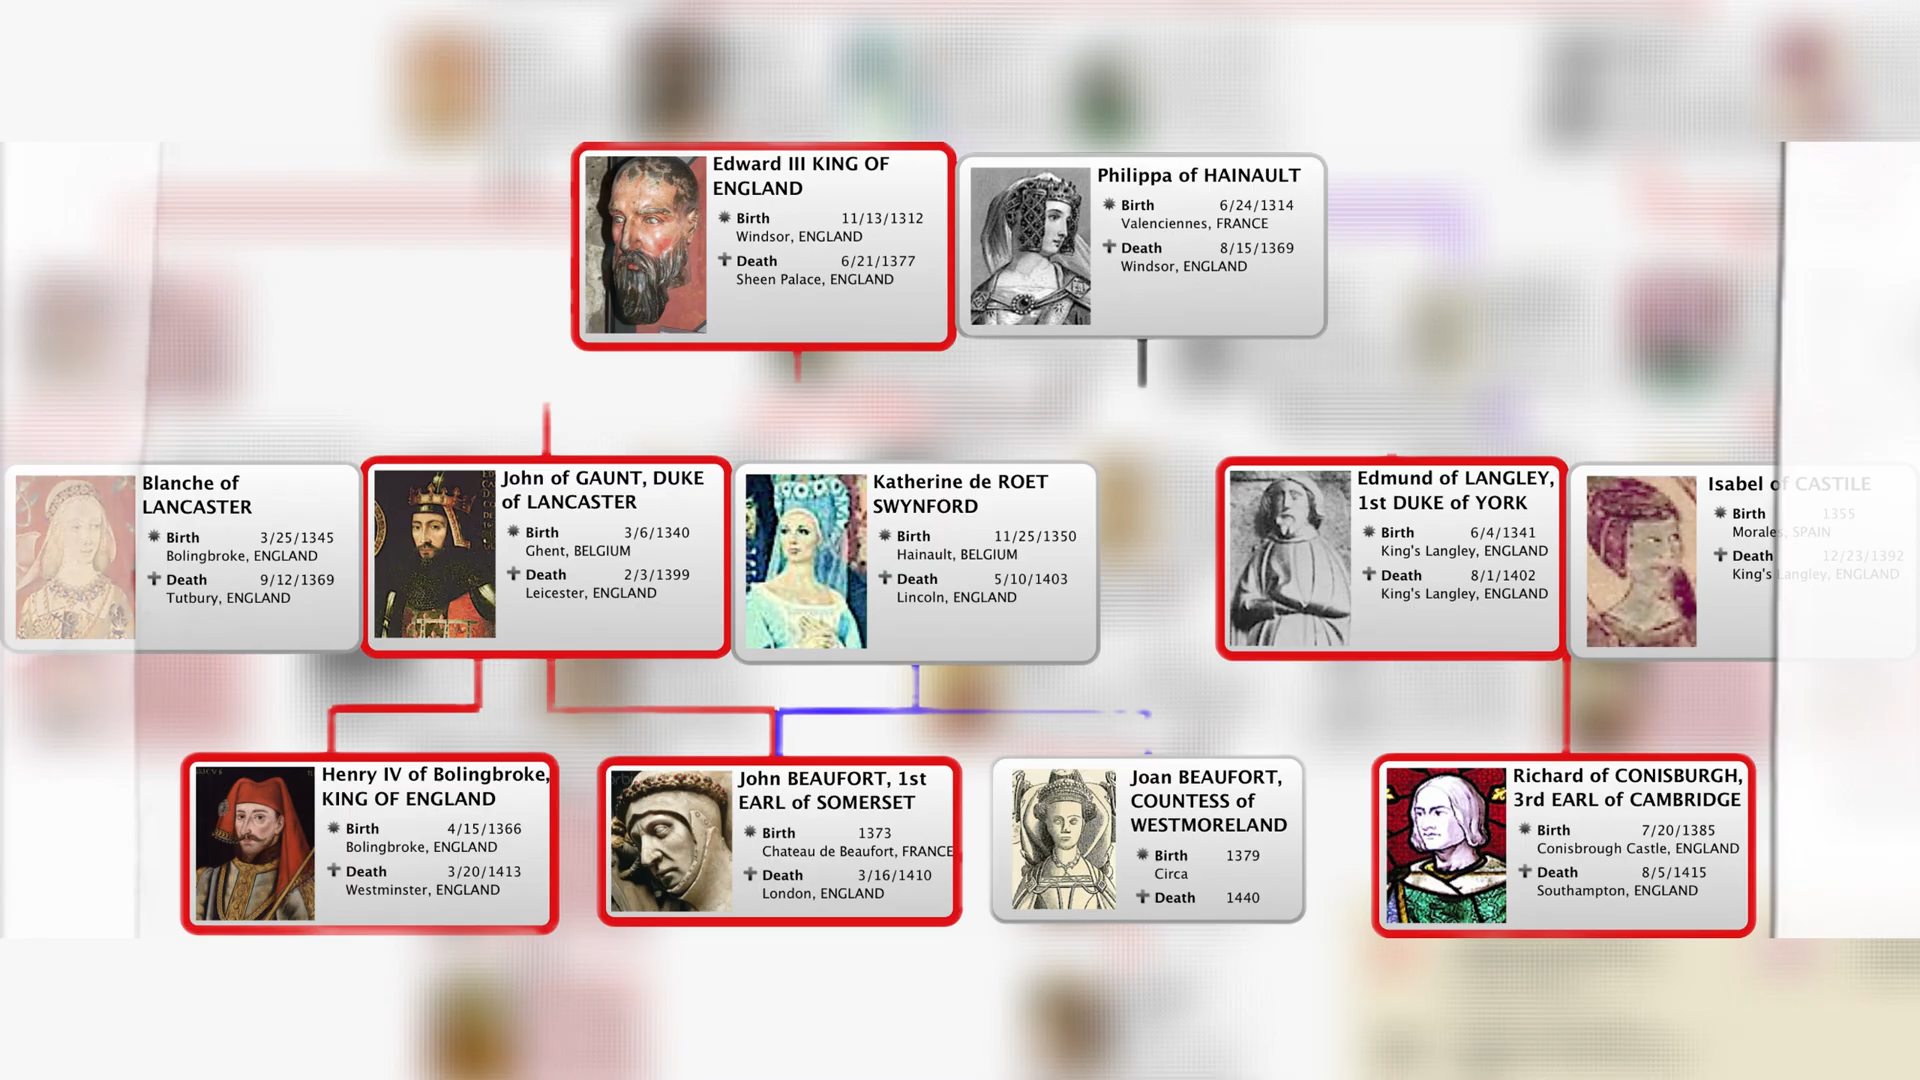 Edward III KING OF
ENGLAND
Birth 11/13/1312
Windsor, ENGLAND
Death 6/21/1377
Sheen Palace, ENGLAND
Philippa of HAINAULT
Birth 6/24/1314
Valenciennes, FRANCE
Death 8/15/1369
Windsor, ENGLAND
Blanche of
LANCASTER
Birth 3/25/1345
Bolingbroke, ENGLAND
Death 9/12/1369
Tutbury, ENGLAND
John of GAUNT, DUKE
of LANCASTER
Birth 3/6/1340
Ghent, BELGIUM
Death 2/3/1399
Leicester, ENGLAND
Katherine de ROET
SWYNFORD
Birth 11/25/1350
Hainault, BELGIUM
Death 5/10/1403
Lincoln, ENGLAND
Edmund of LANGLEY,
1st DUKE of YORK
Birth 6/4/1341
King's Langley, ENGLAND
Death 8/1/1402
King's Langley, ENGLAND
Isabel of CASTILE
Birth 1355
Morales, SPAIN
Death 12/23/1392
King's Langley, ENGLAND
Henry IV of Bolingbroke,
KING OF ENGLAND
Birth 4/15/1366
Bolingbroke, ENGLAND
Death 3/20/1413
Westminster, ENGLAND
John BEAUFORT, 1st
EARL of SOMERSET
Birth 1373
Chateau de Beaufort, FRANCE
Death 3/16/1410
London, ENGLAND
Joan BEAUFORT,
COUNTESS of
WESTMORELAND
Birth 1379
Circa
Death 1440
Richard of CONISBURGH,
3rd EARL of CAMBRIDGE
Birth 7/20/1385
Conisbrough Castle, ENGLAND
Death 8/5/1415
Southampton, ENGLAND